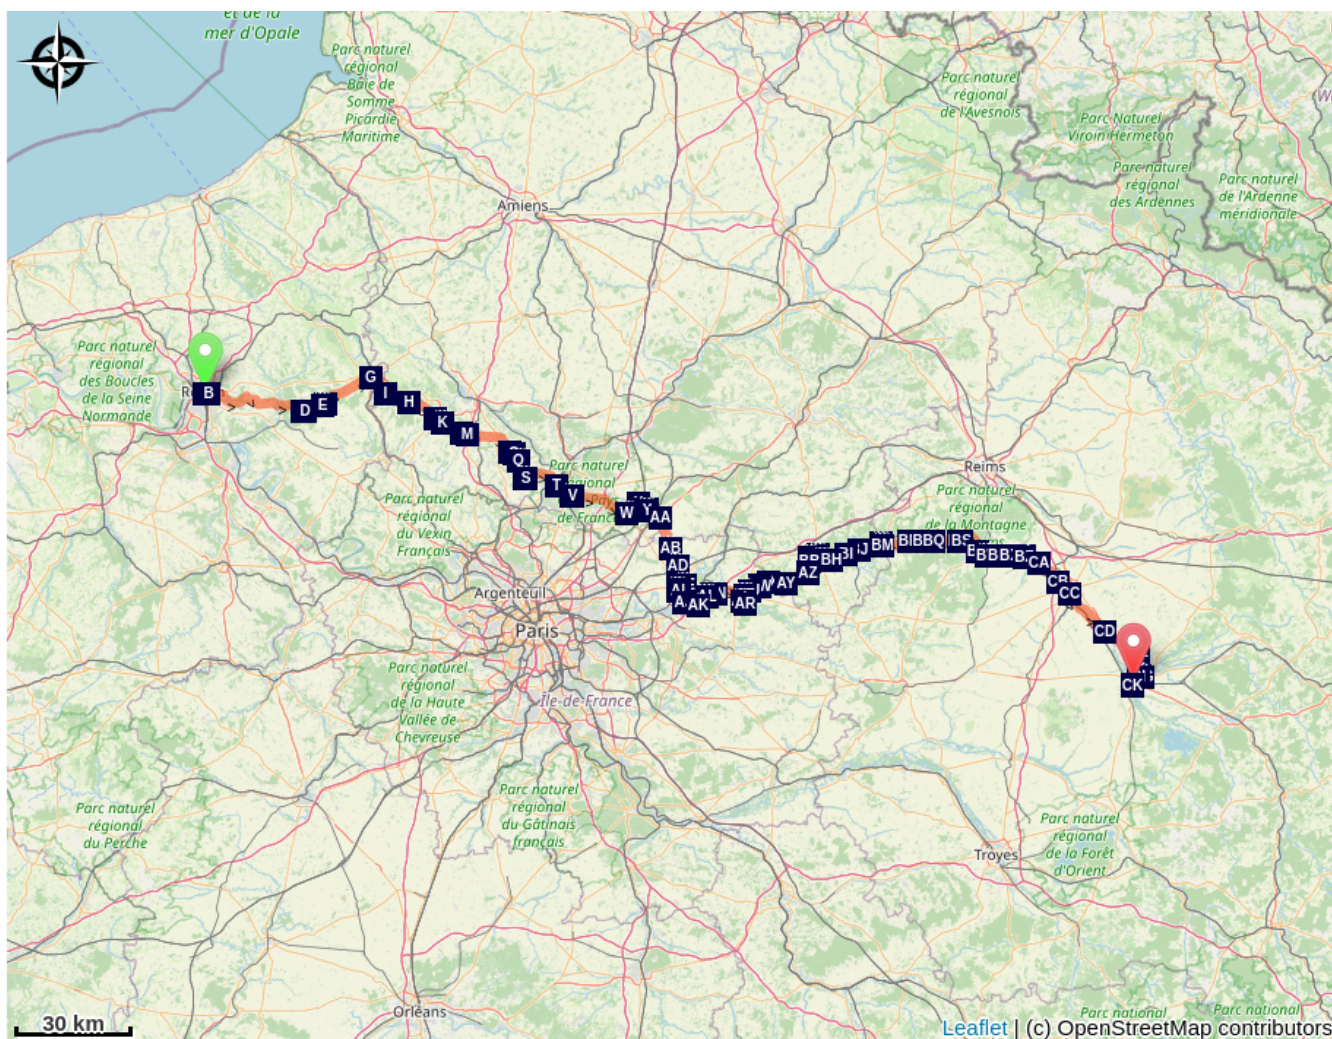 et de la
mer d'Opale
Parc naturel
régional
Baie de
Somme
Picardie
Maritime
Parc naturel
régional
de l'Avesnois
Parc Naturel
Viroin Hermeton
Parc naturel
régional
des Ardennes
Parc naturel
de l'Ardenne
méridionale
Amiens
Parc naturel
régional
des Boucles
de la Seine
Normande
B
D
E
G
I
H
K
M
Q
S
T
V
W
Y
AA
AB
AD
AK
AR
AY
AZ
BH
BM
BS
CA
CB
CC
CD
CK
Parc naturel
régional
de France
Reims
Parc naturel
régional
de la Montagne
Parc naturel
régional
du Vexin
Français
Argenteuil
Paris
Île-de-France
Parc naturel
régional
de la Haute
Vallée de
Chevreuse
Parc naturel
régional
du Gâtinais
français
Parc naturel
régional
du Perche
Parc naturel
régional
de la Forêt
d'Orient
Troyes
Orléans
Parc national
Parc national
30 km
Leaflet | (c) OpenStreetMap contributors